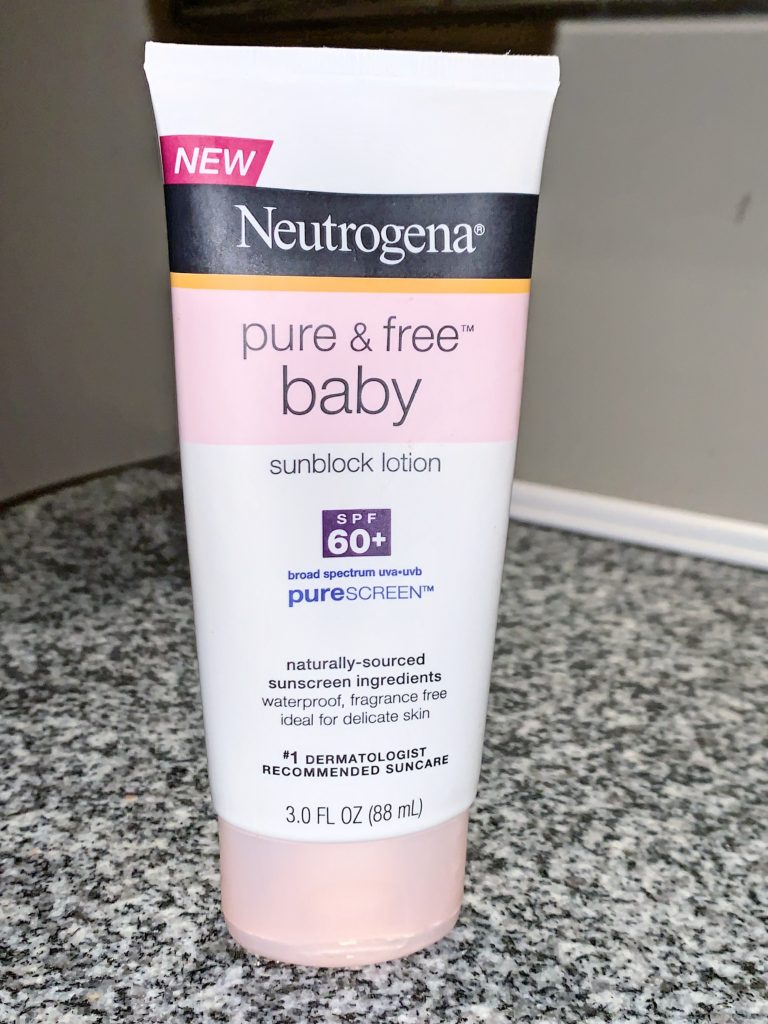 NEW
Neutrogena®
pure & free™
baby
sunblock lotion
SPF
60+
broad spectrum uva•uvb
pureSCREEN™
naturally-sourced
sunscreen ingredients
waterproof, fragrance free
ideal for delicate skin
#1 DERMATOLOGIST
RECOMMENDED SUNCARE
3.0 FL OZ (88 mL)